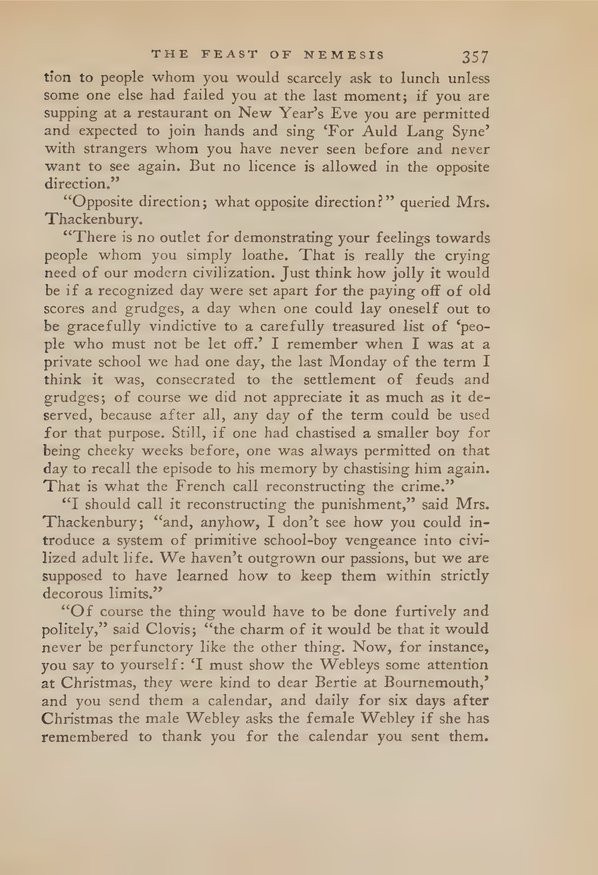 THE FEAST OF NEMESIS 357
tion to people whom you would scarcely ask to lunch unless
some one else had failed you at the last moment; if you are
supping at a restaurant on New Year’s Eve you are permitted
and expected to join hands and sing ‘For Auld Lang Syne’
with strangers whom you have never seen before and never
want to see again. But no licence is allowed in the opposite
direction.”
“Opposite direction; what opposite direction?” queried Mrs.
Thackenbury.
“There is no outlet for demonstrating your feelings towards
people whom you simply loathe. That is really the crying
need of our modern civilization. Just think how jolly it would
be if a recognized day were set apart for the paying off of old
scores and grudges, a day when one could lay oneself out to
be gracefully vindictive to a carefully treasured list of ‘peo-
ple who must not be let off.’ I remember when I was at a
private school we had one day, the last Monday of the term I
think it was, consecrated to the settlement of feuds and
grudges; of course we did not appreciate it as much as it de-
served, because after all, any day of the term could be used
for that purpose. Still, if one had chastised a smaller boy for
being cheeky weeks before, one was always permitted on that
day to recall the episode to his memory by chastising him again.
That is what the French call reconstructing the crime.”
“I should call it reconstructing the punishment,” said Mrs.
Thackenbury; “and, anyhow, I don’t see how you could in-
troduce a system of primitive school-boy vengeance into civi-
lized adult life. We haven’t outgrown our passions, but we are
supposed to have learned how to keep them within strictly
decorous limits.”
“Of course the thing would have to be done furtively and
politely,” said Clovis; “the charm of it would be that it would
never be perfunctory like the other thing. Now, for instance,
you say to yourself: ‘I must show the Webleys some attention
at Christmas, they were kind to dear Bertie at Bournemouth,’
and you send them a calendar, and daily for six days after
Christmas the male Webley asks the female Webley if she has
remembered to thank you for the calendar you sent them.